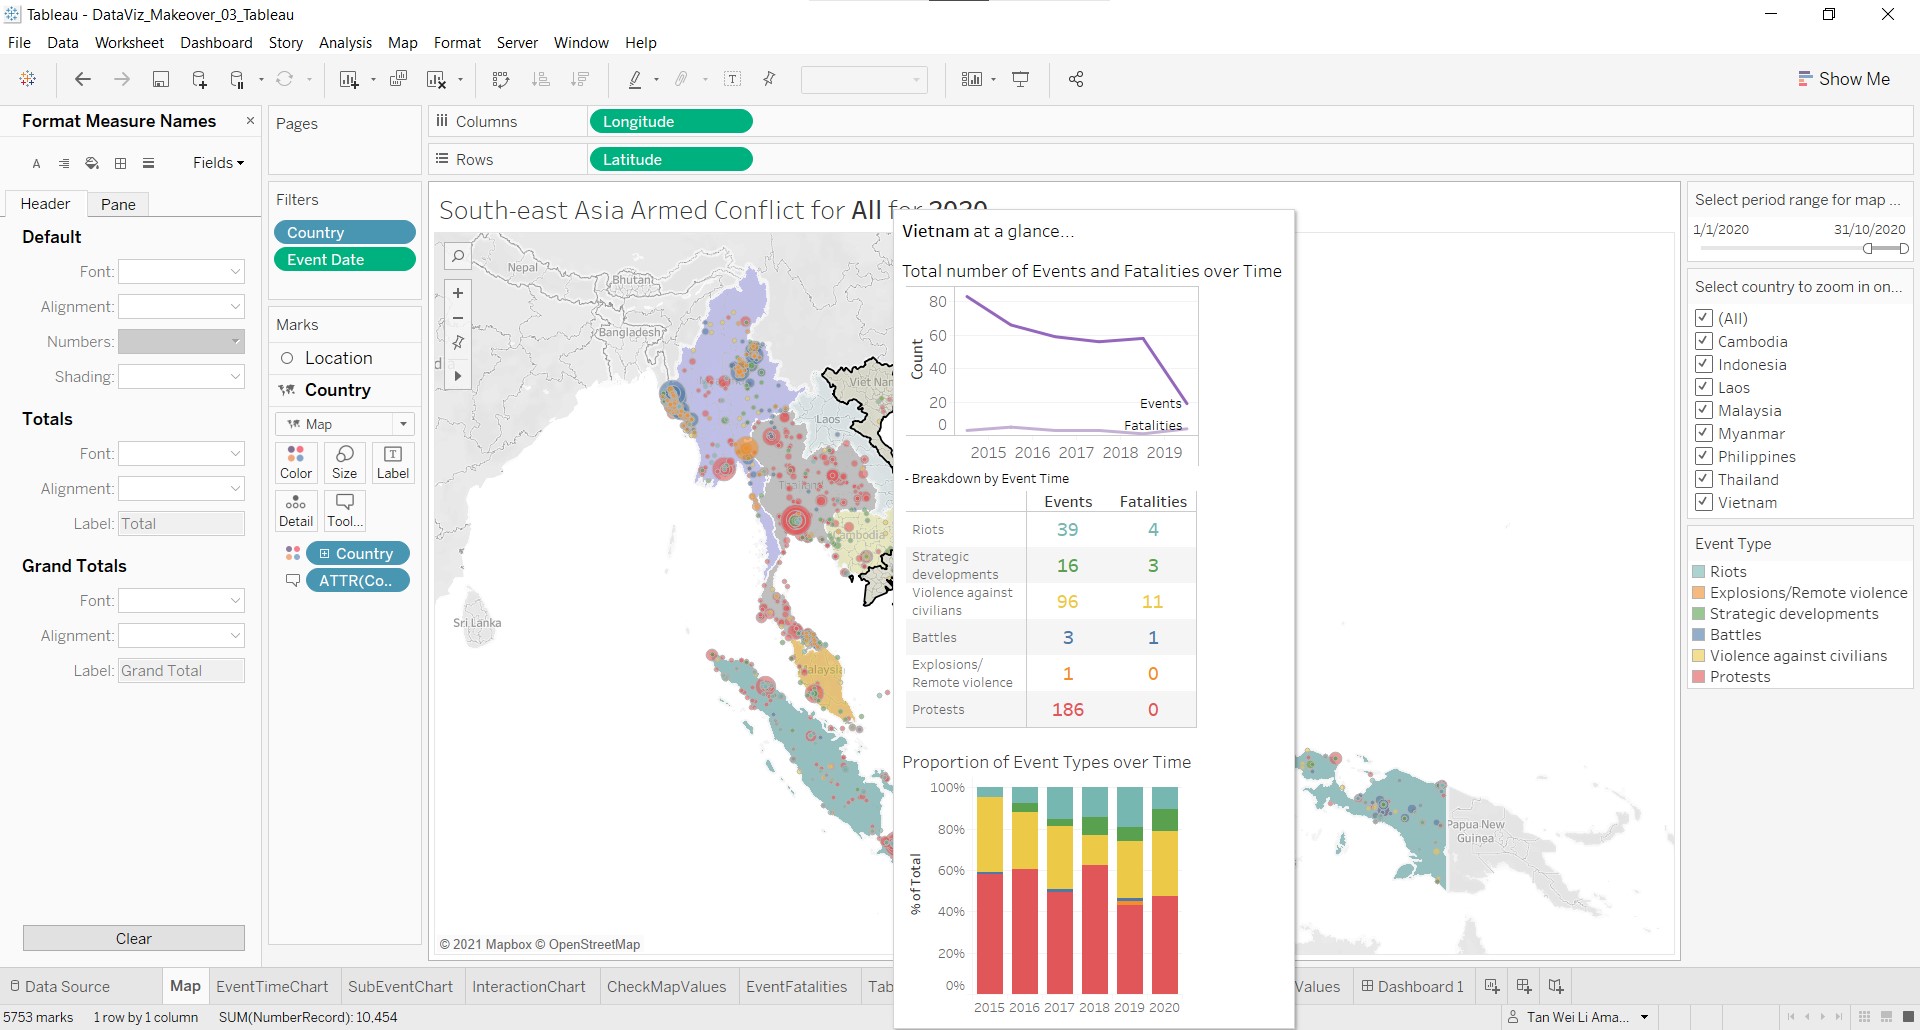 Tableau - DataViz_Makeover_03_Tableau
File Data Worksheet Dashboard Story Analysis Map Format Server Window Help
Show Me
Format Measure Names
Fields
Header Pane
Default
Font:
Alignment:
Numbers:
Shading:
Totals
Font:
Alignment:
Label: Total
Grand Totals
Font:
Alignment:
Label: Grand Total
Clear
Pages
Filters
Country
Event Date
Marks
Location
Country
Map
Color Size Label
Detail Tool...
Country
ATTR(Co..
Columns Longitude
Rows Latitude
South-east Asia Armed Conflict for All for 2020
Nepal
Bhutan
Bangladesh
Viet Nam
Laos
Thailand
Cambodia
Sri Lanka
Malaysia
Papua New
Guinea
© 2021 Mapbox © OpenStreetMap
Vietnam at a glance...
Total number of Events and Fatalities over Time
Count
80
60
40
20
0
Events
Fatalities
2015 2016 2017 2018 2019
- Breakdown by Event Time
Events Fatalities
Riots 39 4
Strategic
developments 16 3
Violence against
civilians 96 11
Battles 3 1
Explosions/
Remote violence 1 0
Protests 186 0
Proportion of Event Types over Time
% of Total
100%
80%
60%
40%
20%
0%
2015 2016 2017 2018 2019 2020
Select period range for map ...
1/1/2020 31/10/2020
Select country to zoom in on...
(All)
Cambodia
Indonesia
Laos
Malaysia
Myanmar
Philippines
Thailand
Vietnam
Event Type
Riots
Explosions/Remote violence
Strategic developments
Battles
Violence against civilians
Protests
Data Source Map EventTimeChart SubEventChart InteractionChart CheckMapValues EventFatalities Tab Values Dashboard 1
5753 marks 1 row by 1 column SUM(NumberRecord): 10,454 Tan Wei Li Ama...